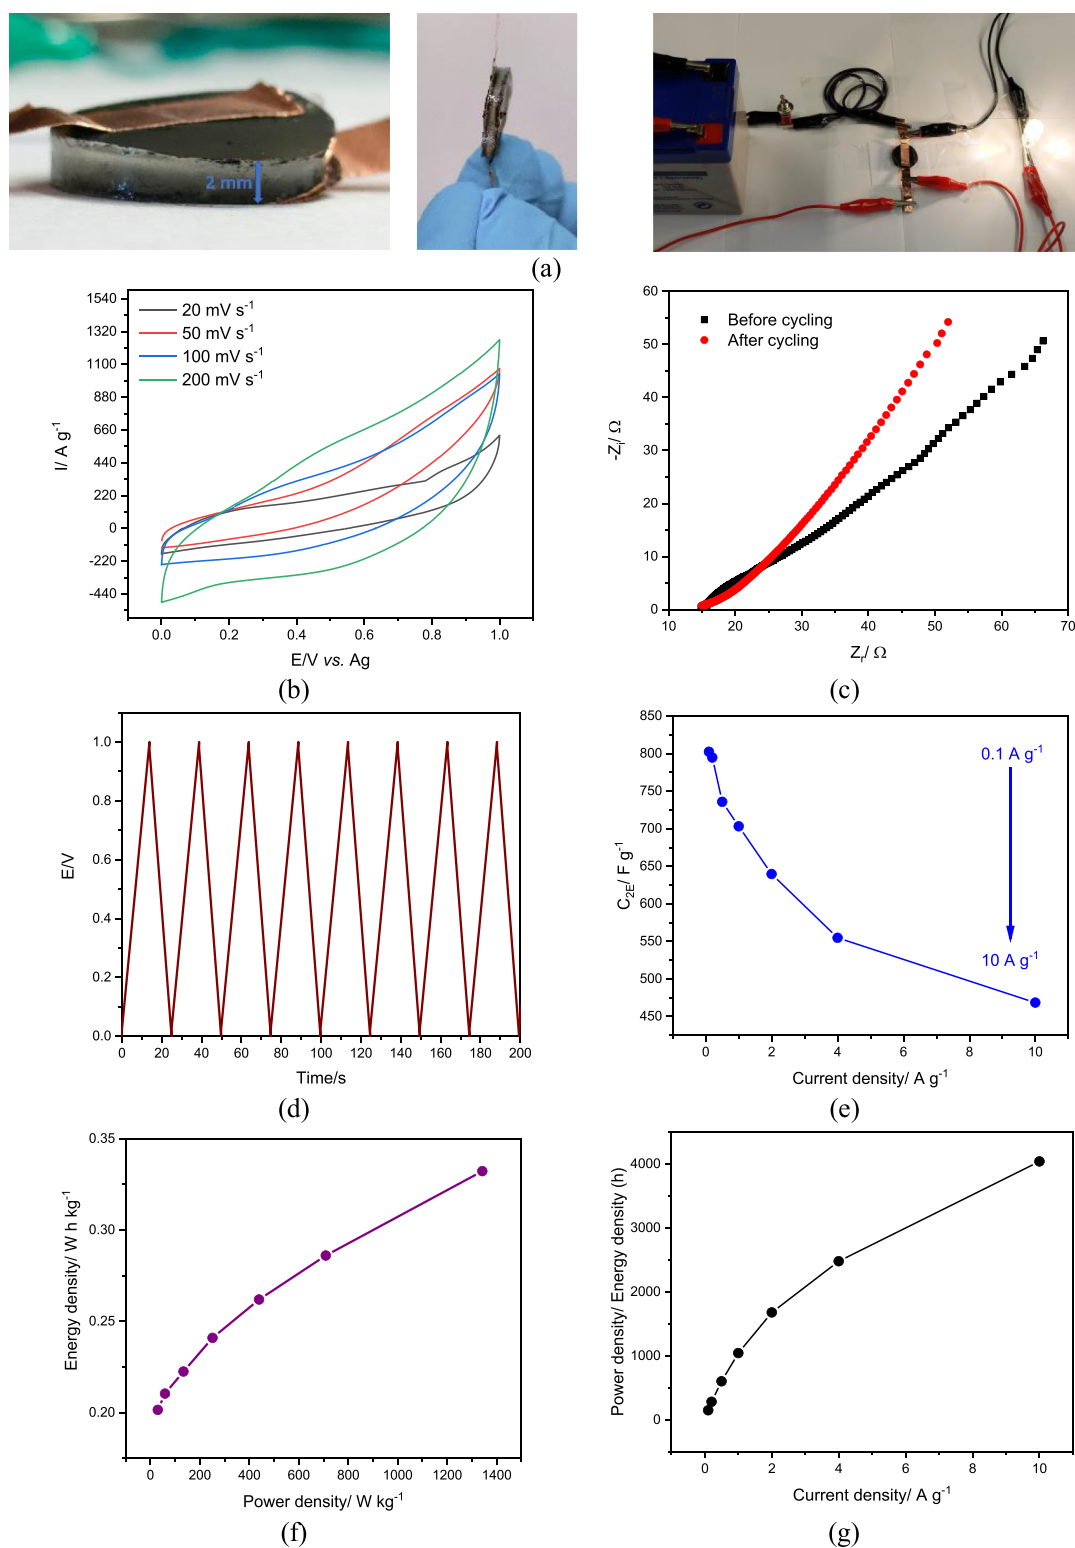 2 mm
(a)
1540
1320
1100
880
660
440
220
0
-220
-440
I/ A g-1
20 mV s-1
50 mV s-1
100 mV s-1
200 mV s-1
0.0 0.2 0.4 0.6 0.8 1.0
E/V vs. Ag
(b)
60
50
40
30
20
10
0
-Zi/ Ω
Before cycling
After cycling
10 20 30 40 50 60 70
Zr/ Ω
(c)
1.0
0.8
0.6
0.4
0.2
0.0
E/V
0 20 40 60 80 100 120 140 160 180 200
Time/s
(d)
850
800
750
700
650
600
550
500
450
C2E/ F g-1
0.1 A g-1
10 A g-1
0 2 4 6 8 10
Current density/ A g-1
(e)
0.35
0.30
0.25
0.20
Energy density/ W h kg-1
0 200 400 600 800 1000 1200 1400
Power density/ W kg-1
(f)
4000
3000
2000
1000
0
Power density/ Energy density (h)
0 2 4 6 8 10
Current density/ A g-1
(g)